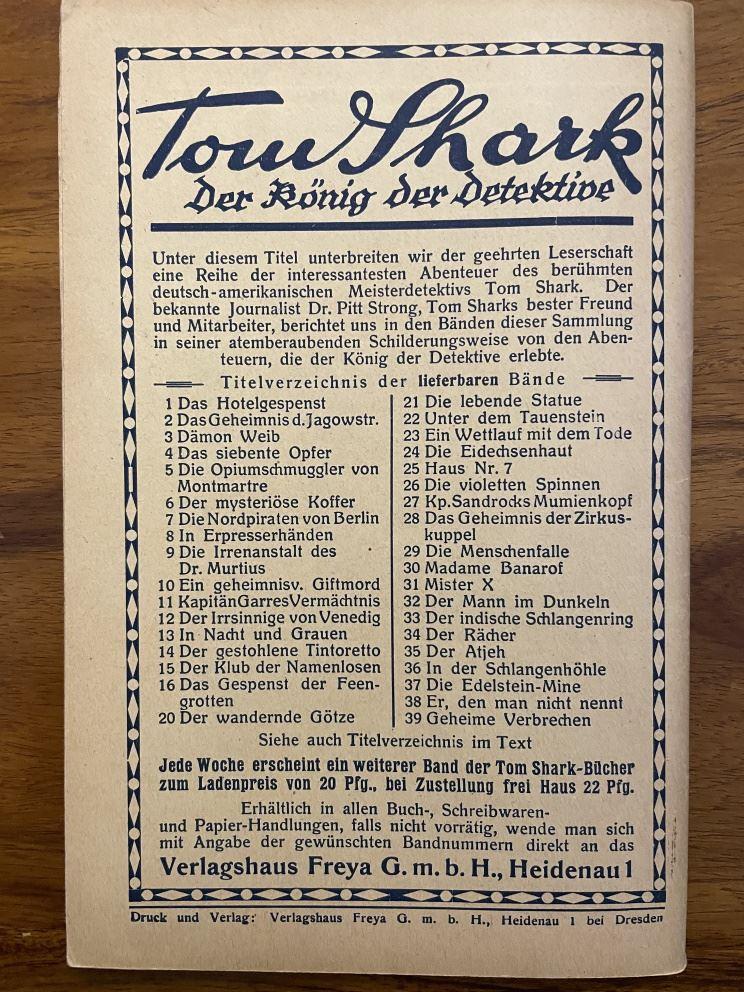 Tom Shark
Der König der Detektive
Unter diesem Titel unterbreiten wir der geehrten Leserschaft
eine Reihe der interessantesten Abenteuer des berühmten
deutsch-amerikanischen Meisterdetektivs Tom Shark. Der
bekannte Journalist Dr. Pitt Strong, Tom Sharks bester Freund
und Mitarbeiter, berichtet uns in den Bänden dieser Sammlung
in seiner atemberaubenden Schilderungsweise von den Aben-
teuern, die der König der Detektive erlebte.
Titelverzeichnis der lieferbaren Bände
1 Das Hotelgespenst
2 Das Geheimnis d. Jagowstr.
3 Dämon Weib
4 Das siebente Opfer
5 Die Opiumschmuggler von
Montmartre
6 Der mysteriöse Koffer
7 Die Nordpiraten von Berlin
8 In Erpresserhänden
9 Die Irrenanstalt des
Dr. Murtius
10 Ein geheimnisv. Giftmord
11 Kapitän Garres Vermächtnis
12 Der Irrsinnige von Venedig
13 In Nacht und Grauen
14 Der gestohlene Tintoretto
15 Der Klub der Namenlosen
16 Das Gespenst der Feen-
grotten
20 Der wandernde Götze
21 Die lebende Statue
22 Unter dem Tauenstein
23 Ein Wettlauf mit dem Tode
24 Die Eidechsenhaut
25 Haus Nr. 7
26 Die violetten Spinnen
27 Kp. Sandrocks Mumienkopf
28 Das Geheimnis der Zirkus-
kuppel
29 Die Menschenfalle
30 Madame Banarof
31 Mister X
32 Der Mann im Dunkeln
33 Der indische Schlangenring
34 Der Rächer
35 Der Atjeh
36 In der Schlangenhöhle
37 Die Edelstein-Mine
38 Er, den man nicht nennt
39 Geheime Verbrechen
Siehe auch Titelverzeichnis im Text
Jede Woche erscheint ein weiterer Band der Tom Shark-Bücher
zum Ladenpreis von 20 Pfg., bei Zustellung frei Haus 22 Pfg.
Erhältlich in allen Buch-, Schreibwaren-
und Papier-Handlungen, falls nicht vorrätig, wende man sich
mit Angabe der gewünschten Bandnummern direkt an das
Verlagshaus Freya G. m. b. H., Heidenau 1
Druck und Verlag: Verlagshaus Freya G. m. b. H., Heidenau 1 bei Dresden